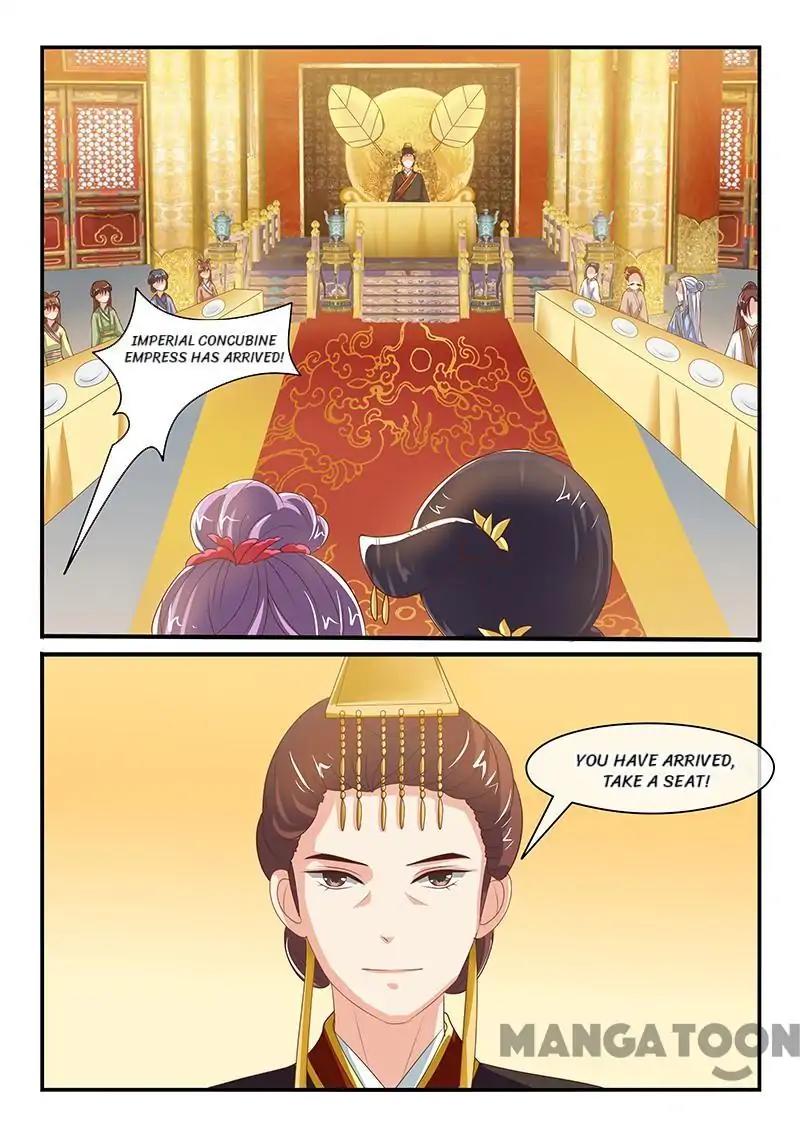 IMPERIAL CONCUBINE
EMPRESS HAS ARRIVED!
YOU HAVE ARRIVED,
TAKE A SEAT!
MANGATOON